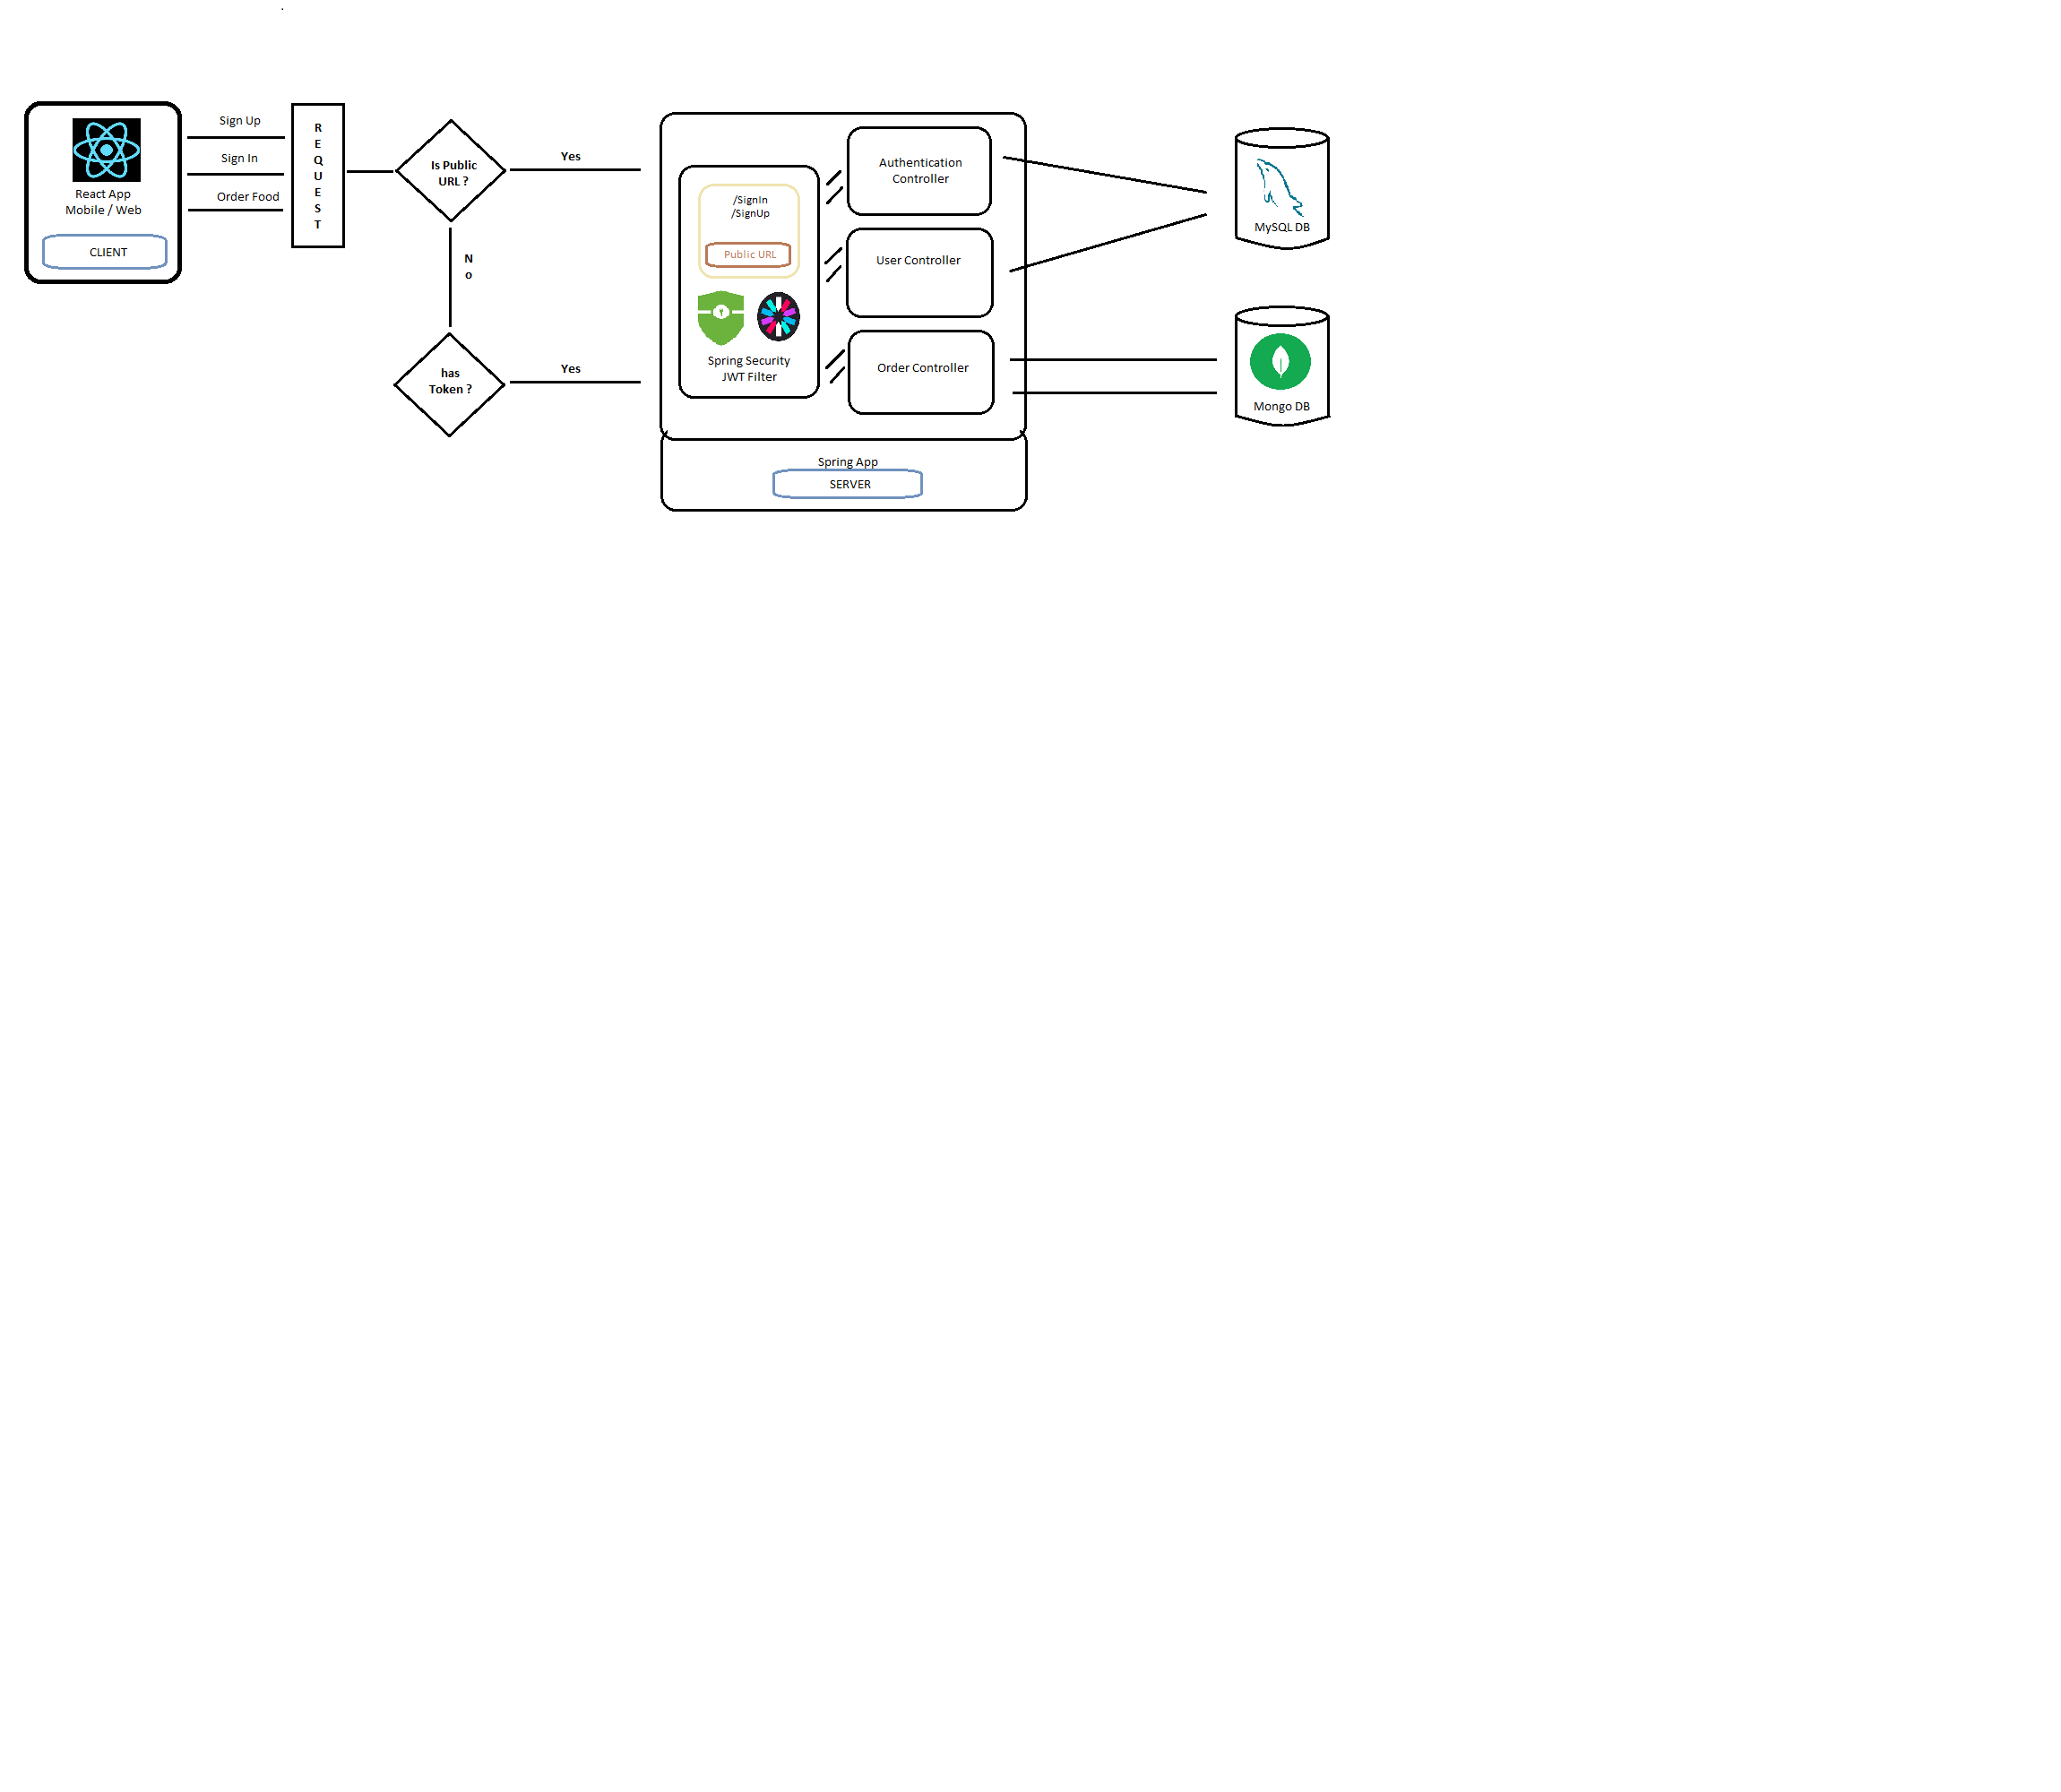 React App
Mobile / Web
CLIENT
Sign Up
Sign In
Order Food
R
E
Q
U
E
S
T
Is Public
URL ?
Yes
N
o
has
Token ?
Yes
/SignIn
/SignUp
Public URL
Spring Security
JWT Filter
Authentication
Controller
User Controller
Order Controller
Spring App
SERVER
MySQL DB
Mongo DB